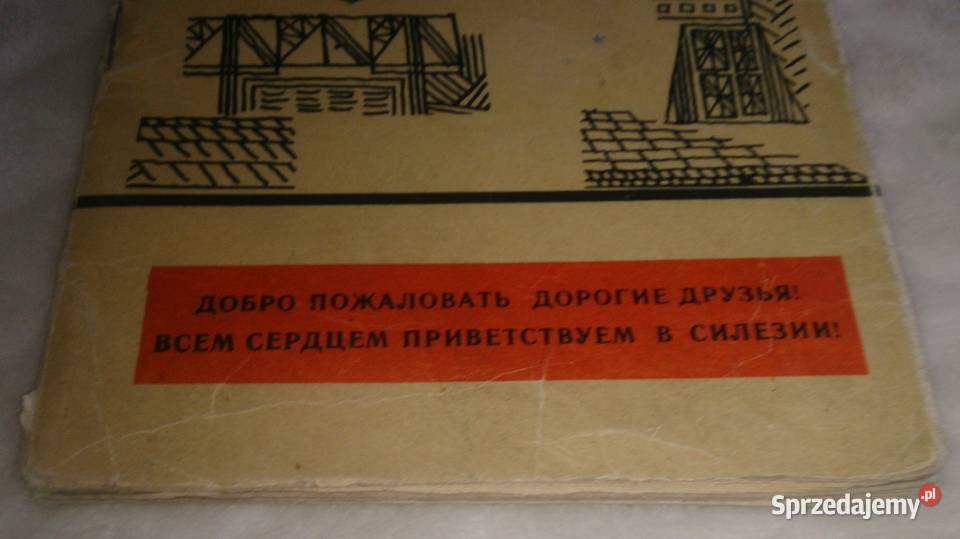 ДОБРО ПОЖАЛОВАТЬ ДОРОГИЕ ДРУЗЬЯ!
ВСЕМ СЕРДЦЕМ ПРИВЕТСТВУЕМ В СИЛЕЗИИ!
Sprzedajemy.pl